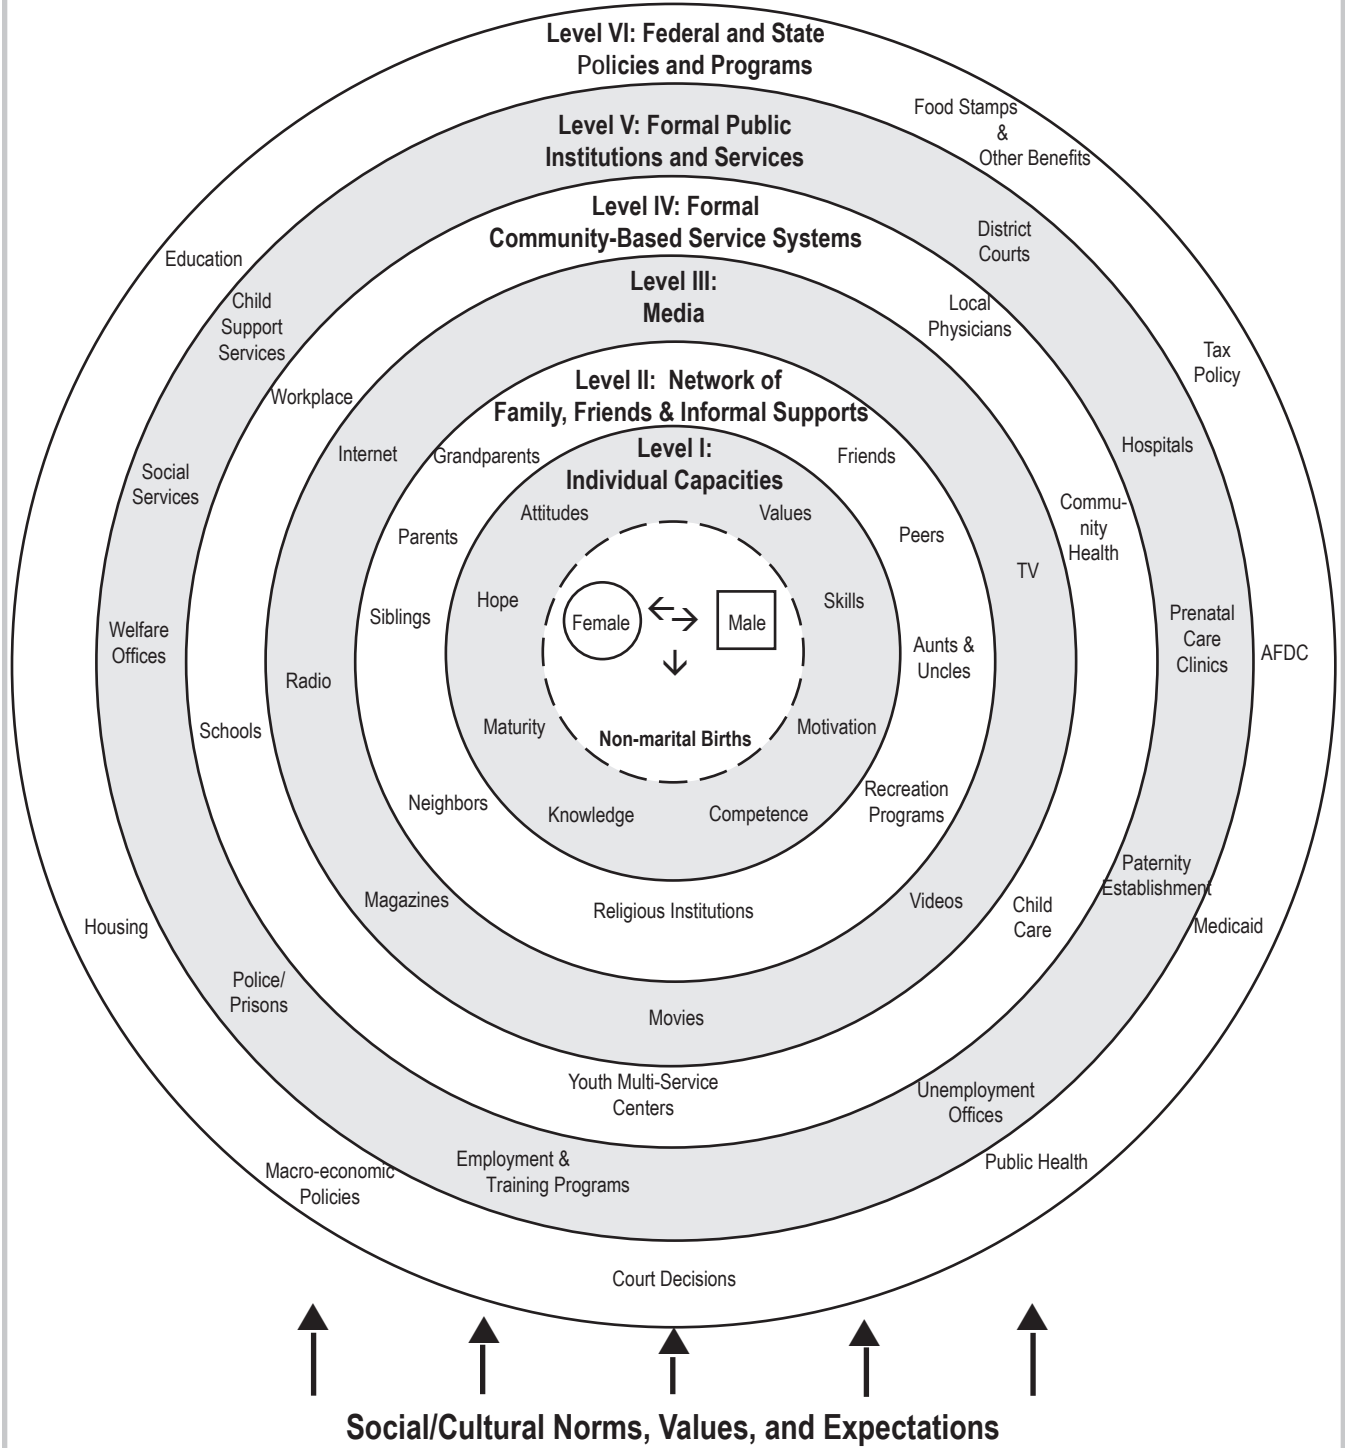 Level VI: Federal and State
Policies and Programs
Food Stamps
&
Other Benefits
Level V: Formal Public
Institutions and Services
Level IV: Formal
Community-Based Service Systems
District
Courts
Education
Level III:
Media
Child
Support
Services
Local
Physicians
Tax
Policy
Level II: Network of
Family, Friends & Informal Supports
Workplace
Internet
Grandparents
Level I:
Individual Capacities
Friends
Hospitals
Social
Services
Attitudes
Values
Commu-
nity
Health
Parents
Peers
TV
Hope
Skills
Siblings
Female
Male
Welfare
Offices
Aunts &
Uncles
Prenatal
Care
Clinics
AFDC
Radio
Schools
Maturity
Non-marital Births
Motivation
Neighbors
Knowledge
Competence
Recreation
Programs
Paternity
Establishment
Magazines
Religious Institutions
Videos
Child
Care
Housing
Medicaid
Police/
Prisons
Movies
Youth Multi-Service
Centers
Unemployment
Offices
Macro-economic
Policies
Employment &
Training Programs
Public Health
Court Decisions
Social/Cultural Norms, Values, and Expectations